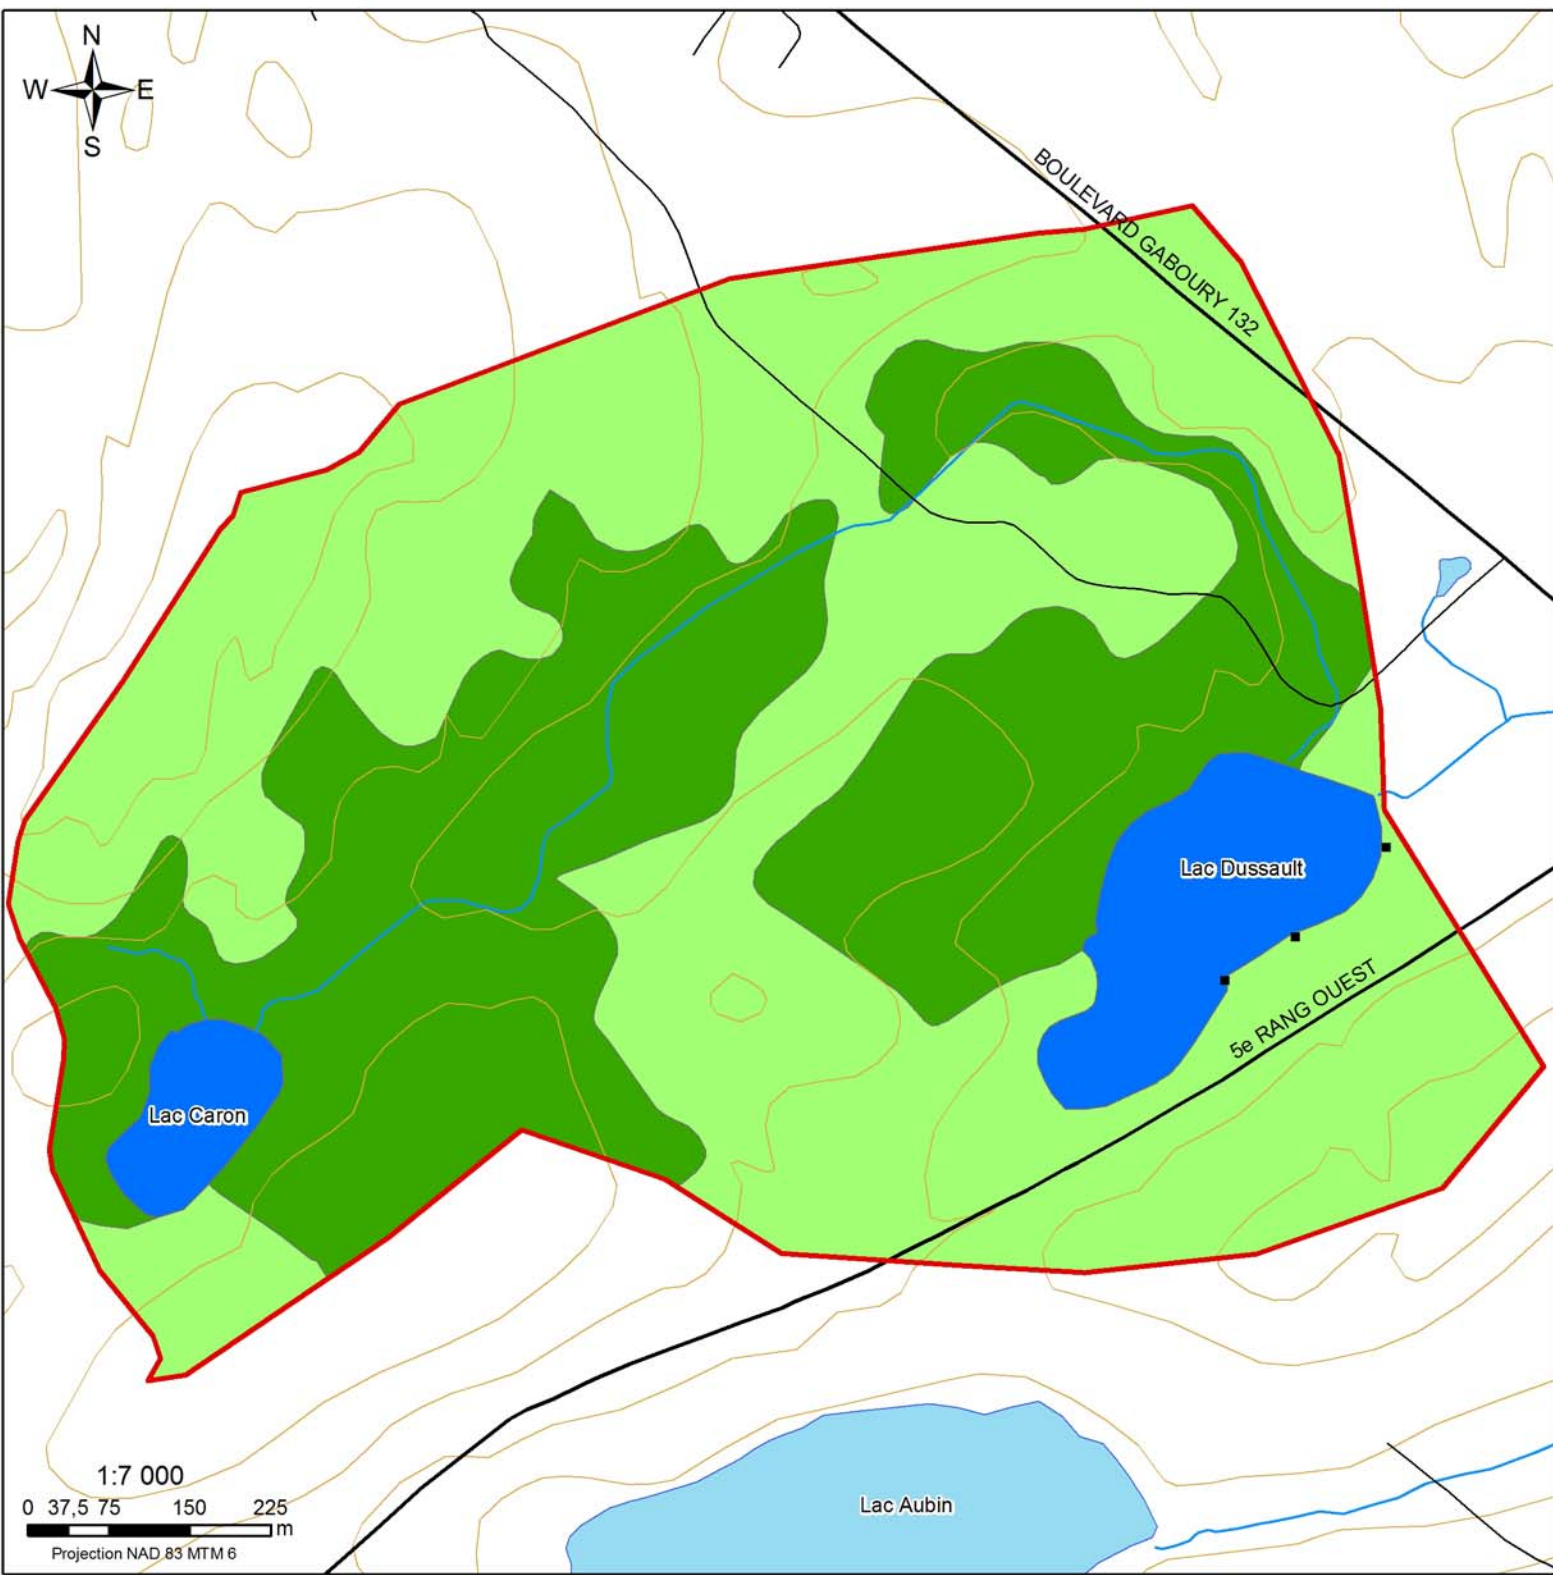 N
W E
S
BOULEVARD GABOURY 132
Lac Dussault
5e RANG OUEST
Lac Caron
1:7 000
0 37,5 75 150 225
m
Projection NAD 83 MTM 6
Lac Aubin